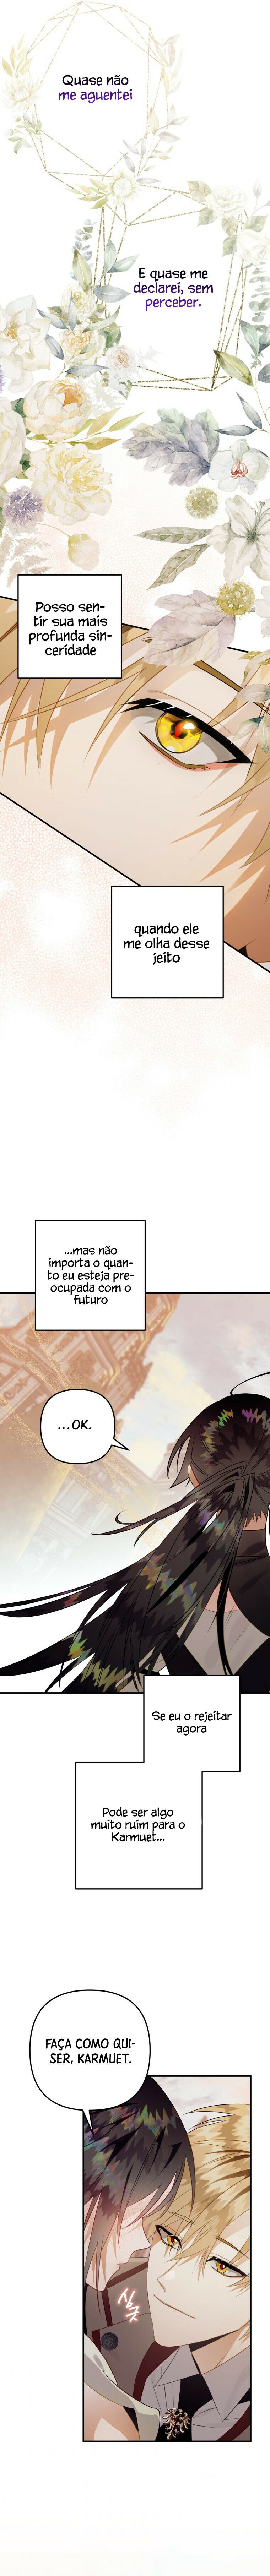 Quase não
me aguentei
E quase me
declarei, sem
perceber.
Posso sen-
tir sua mais
profunda sin-
ceridade
quando ele
me olha desse
jeito
...mas não
importa o quan-
to eu esteja pre-
ocupada com o
futuro
...OK.
Se eu o rejeitar
agora
Pode ser algo
muito ruim para o
Karmuet...
FAÇA COMO QUI-
SER, KARMUET.
싱긋